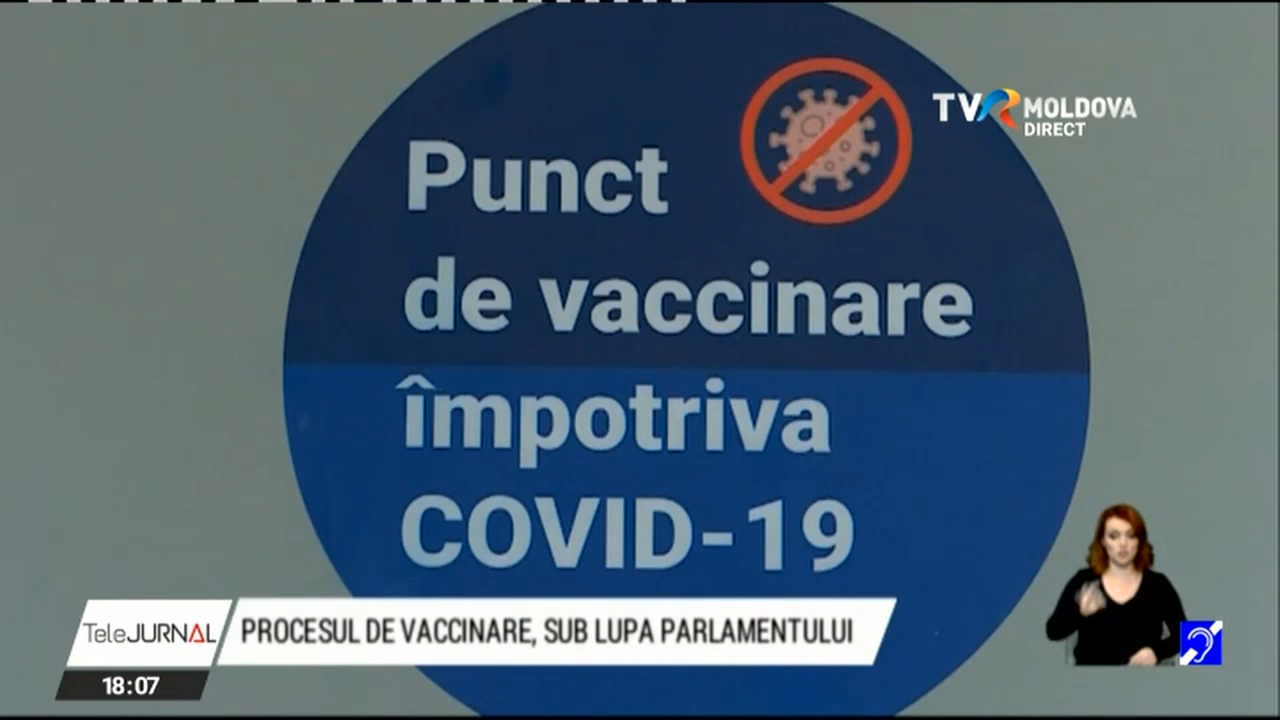 TVR MOLDOVA
DIRECT
Punct
de vaccinare
împotriva
COVID-19
TeleJURNAL
PROCESUL DE VACCINARE, SUB LUPA PARLAMENTULUI
18:07